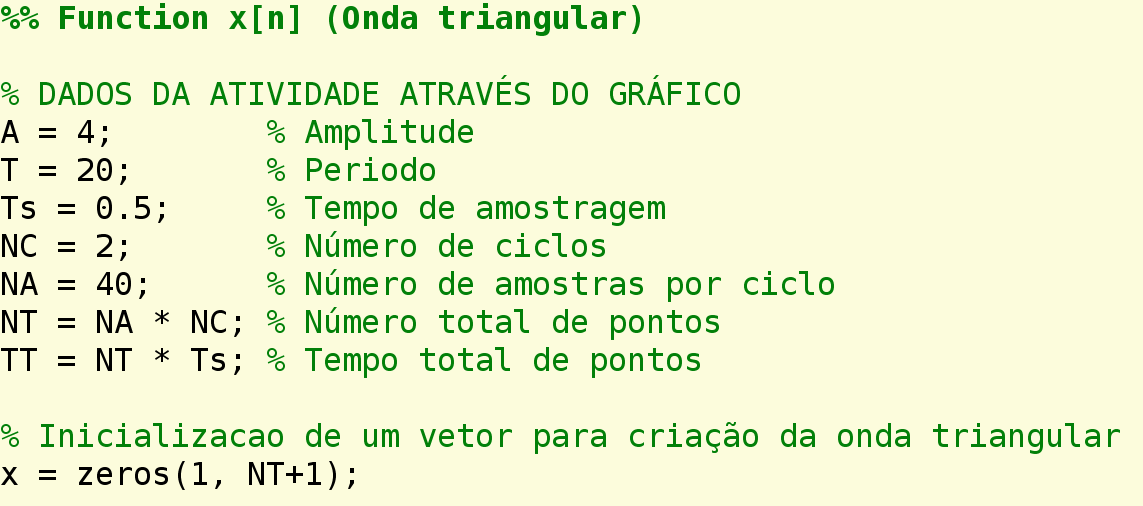 %% Function x[n] (Onda triangular)
% DADOS DA ATIVIDADE ATRAVÉS DO GRÁFICO
A = 4;        % Amplitude
T = 20;       % Periodo
Ts = 0.5;     % Tempo de amostragem
NC = 2;       % Número de ciclos
NA = 40;      % Número de amostras por ciclo
NT = NA * NC; % Número total de pontos
TT = NT * Ts; % Tempo total de pontos
% Inicializacao de um vetor para criação da onda triangular
x = zeros(1, NT+1);